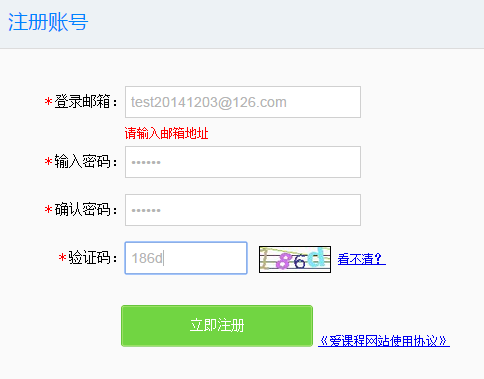 注册账号
*登录邮箱： test20141203@126.com
请输入邮箱地址
*输入密码： ••••••
*确认密码： ••••••
*验证码： 186d 186d 看不清？
立即注册 《爱课程网站使用协议》